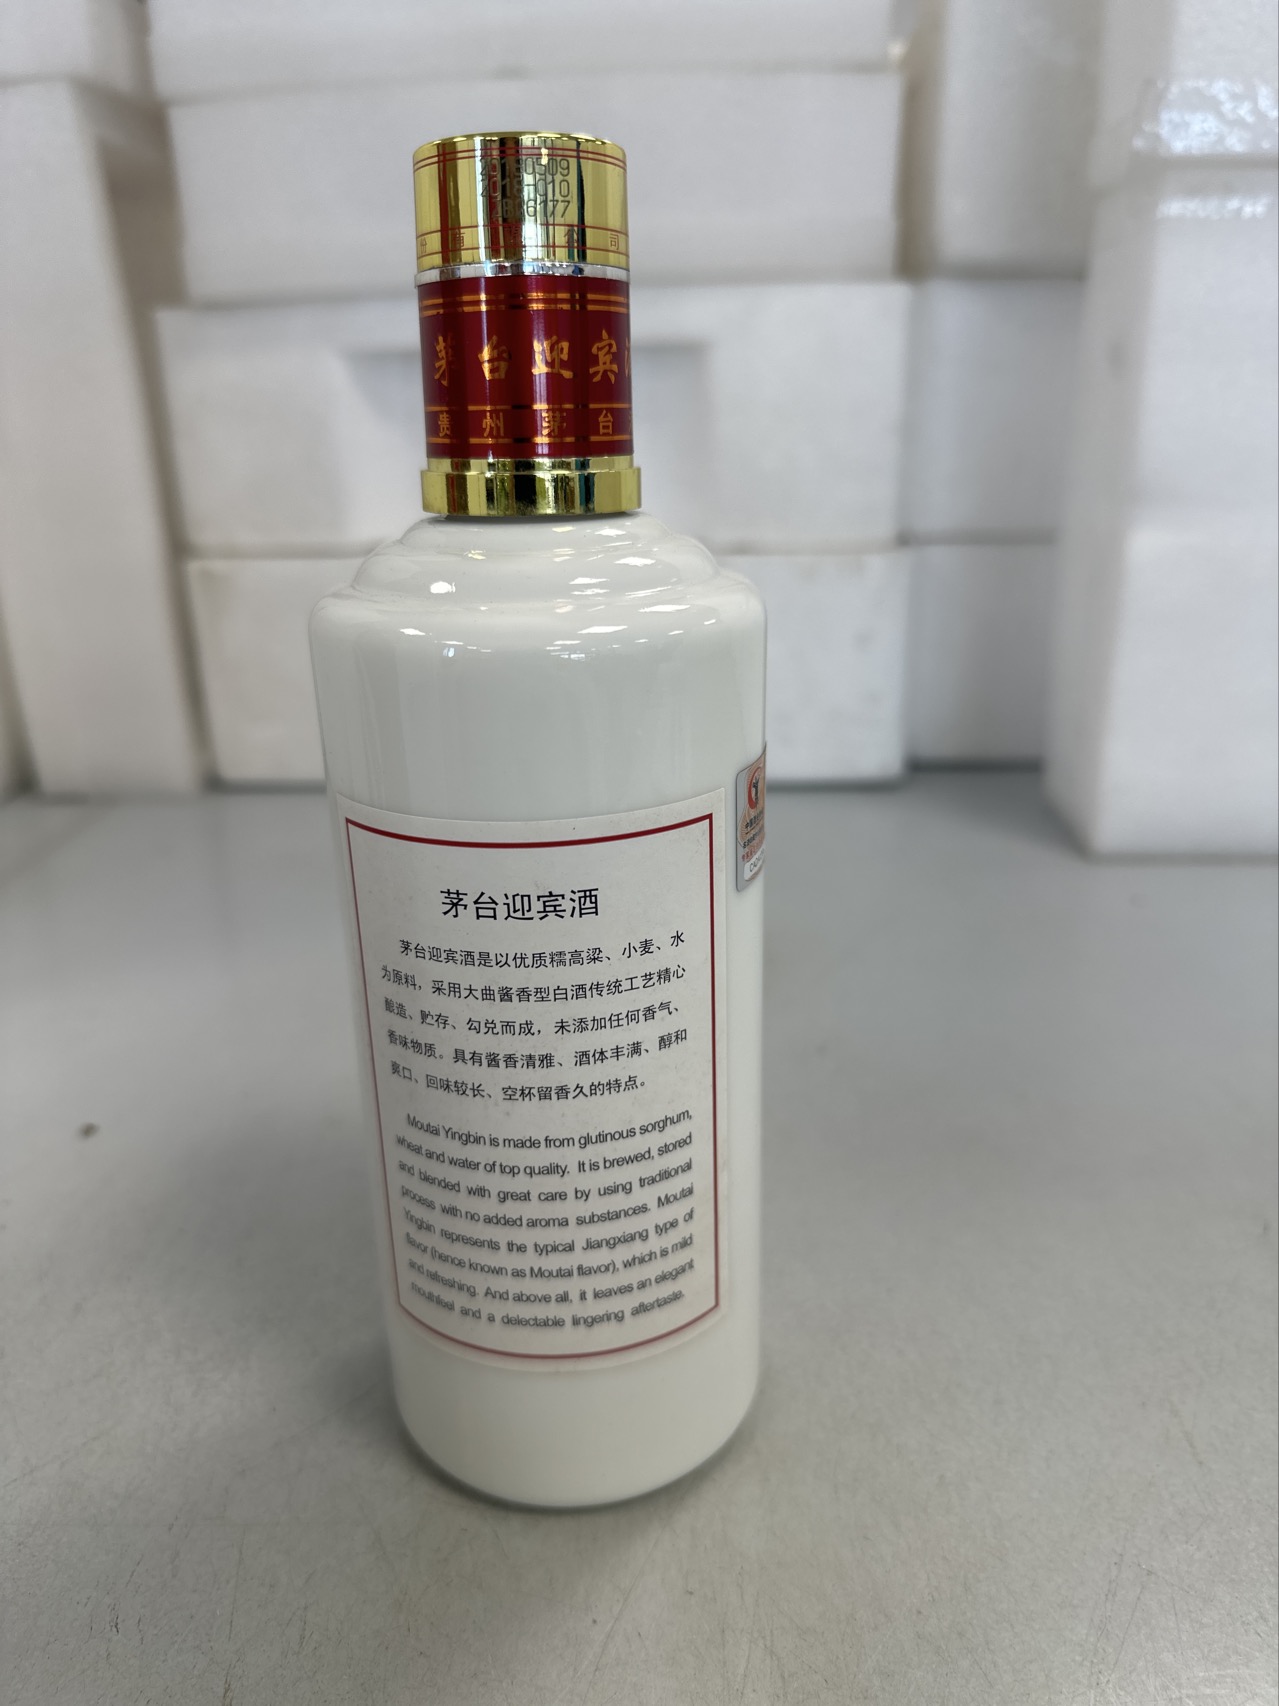 20180509
2018-010
份 有 限 公 司
茅台迎宾
贵 州 茅 台
茅台迎宾酒
茅台迎宾酒是以优质糯高粱、小麦、水
为原料，采用大曲酱香型白酒传统工艺精心
酿造、贮存、勾兑而成，未添加任何香气、
香味物质。具有酱香清雅、酒体丰满、醇和
爽口、回味较长、空杯留香久的特点。
Moutai Yingbin is made from glutinous sorghum,
wheat and water of top quality. It is brewed, stored
and blended with great care by using traditional
process with no added aroma substances. Moutai
Yingbin represents the typical Jiangxiang type of
flavor (hence known as Moutai flavor), which is mild
and refreshing. And above all, it leaves an elegant
mouthfeel and a delectable lingering aftertaste.